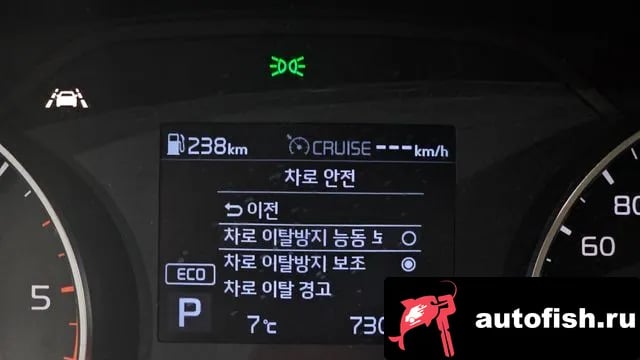 238km CRUISE ---km/h
차로 안전
이전
차로 이탈방지 능동
차로 이탈방지 보조
차로 이탈 경고
ECO
P
7℃ 730
5
60
80
autofish.ru